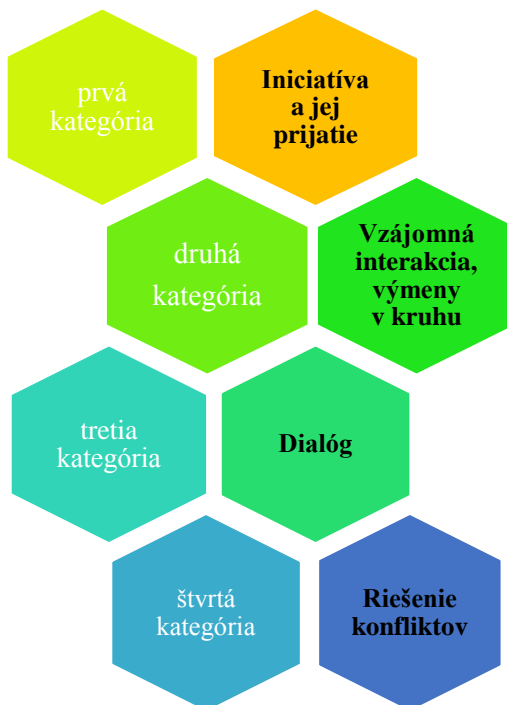 prvá
kategória
Iniciatíva
a jej
prijatie
druhá
kategória
Vzájomná
interakcia,
výmeny
v kruhu
tretia
kategória
Dialóg
štvrtá
kategória
Riešenie
konfliktov